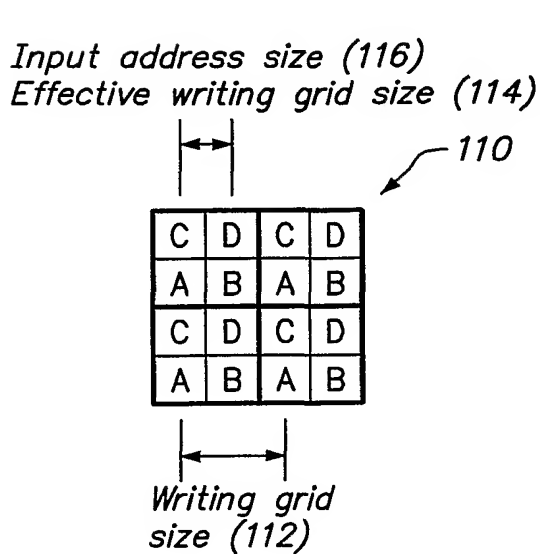 Input address size (116)
Effective writing grid size (114)
110
C D C D
A B A B
C D C D
A B A B
Writing grid
size (112)